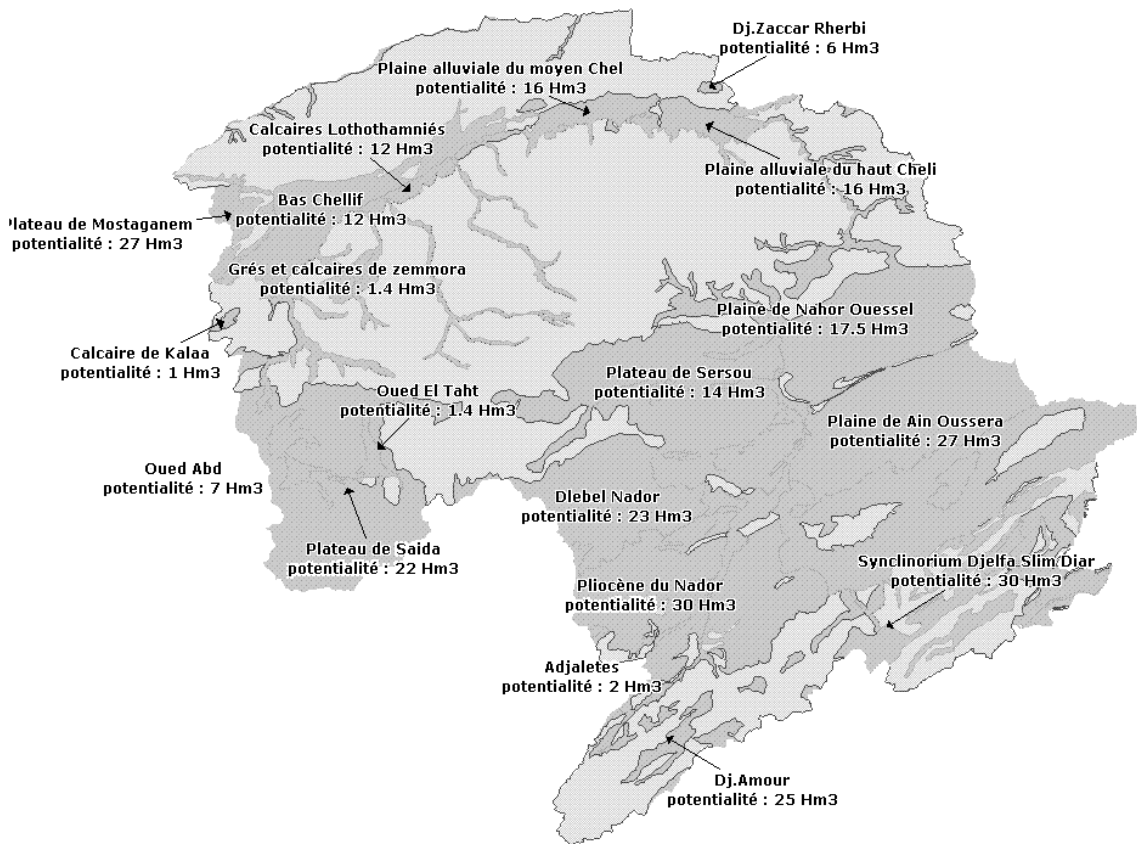 Dj.Zaccar Rherbi
potentialité : 6 Hm3
Plaine alluviale du moyen Chel
potentialité : 16 Hm3
Calcaires Lothothamniés
potentialité : 12 Hm3
Plaine alluviale du haut Cheli
potentialité : 16 Hm3
Bas Chellif
potentialité : 12 Hm3
Plateau de Mostaganem
potentialité : 27 Hm3
Grés et calcaires de zemmora
potentialité : 1.4 Hm3
Plaine de Nahor Ouessel
potentialité : 17.5 Hm3
Calcaire de Kalaa
potentialité : 1 Hm3
Plateau de Sersou
potentialité : 14 Hm3
Oued El Taht
potentialité : 1.4 Hm3
Plaine de Ain Oussera
potentialité : 27 Hm3
Oued Abd
potentialité : 7 Hm3
Dlebel Nador
potentialité : 23 Hm3
Plateau de Saida
potentialité : 22 Hm3
Synclinorium Djelfa Slim Diar
potentialité : 30 Hm3
Pliocène du Nador
potentialité : 30 Hm3
Adjaletes
potentialité : 2 Hm3
Dj.Amour
potentialité : 25 Hm3